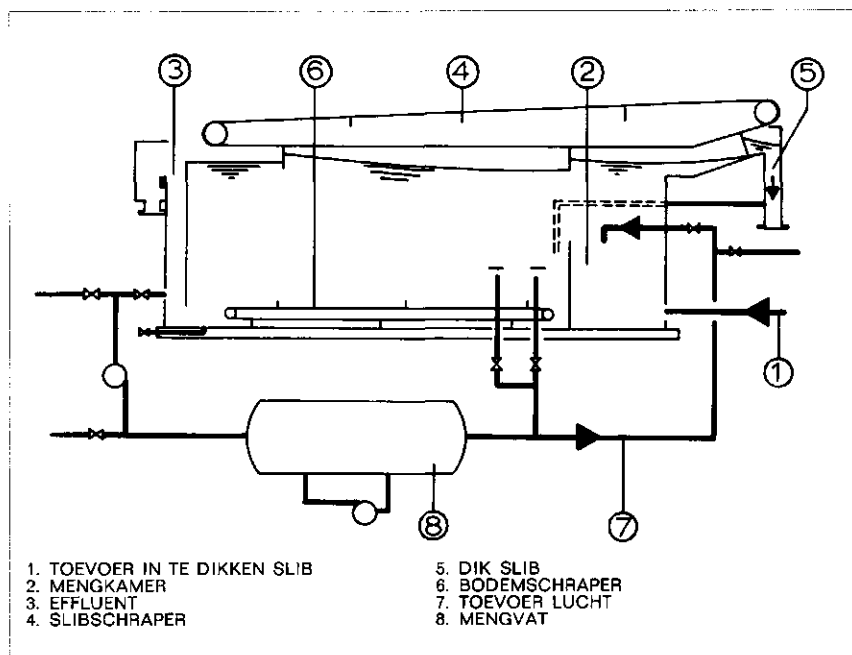 3 6 4 2 5
1
8 7
1. TOEVOER IN TE DIKKEN SLIB
2. MENGKAMER
3. EFFLUENT
4. SLIBSCHRAPER
5. DIK SLIB
6. BODEMSCHRAPER
7. TOEVOER LUCHT
8. MENGVAT